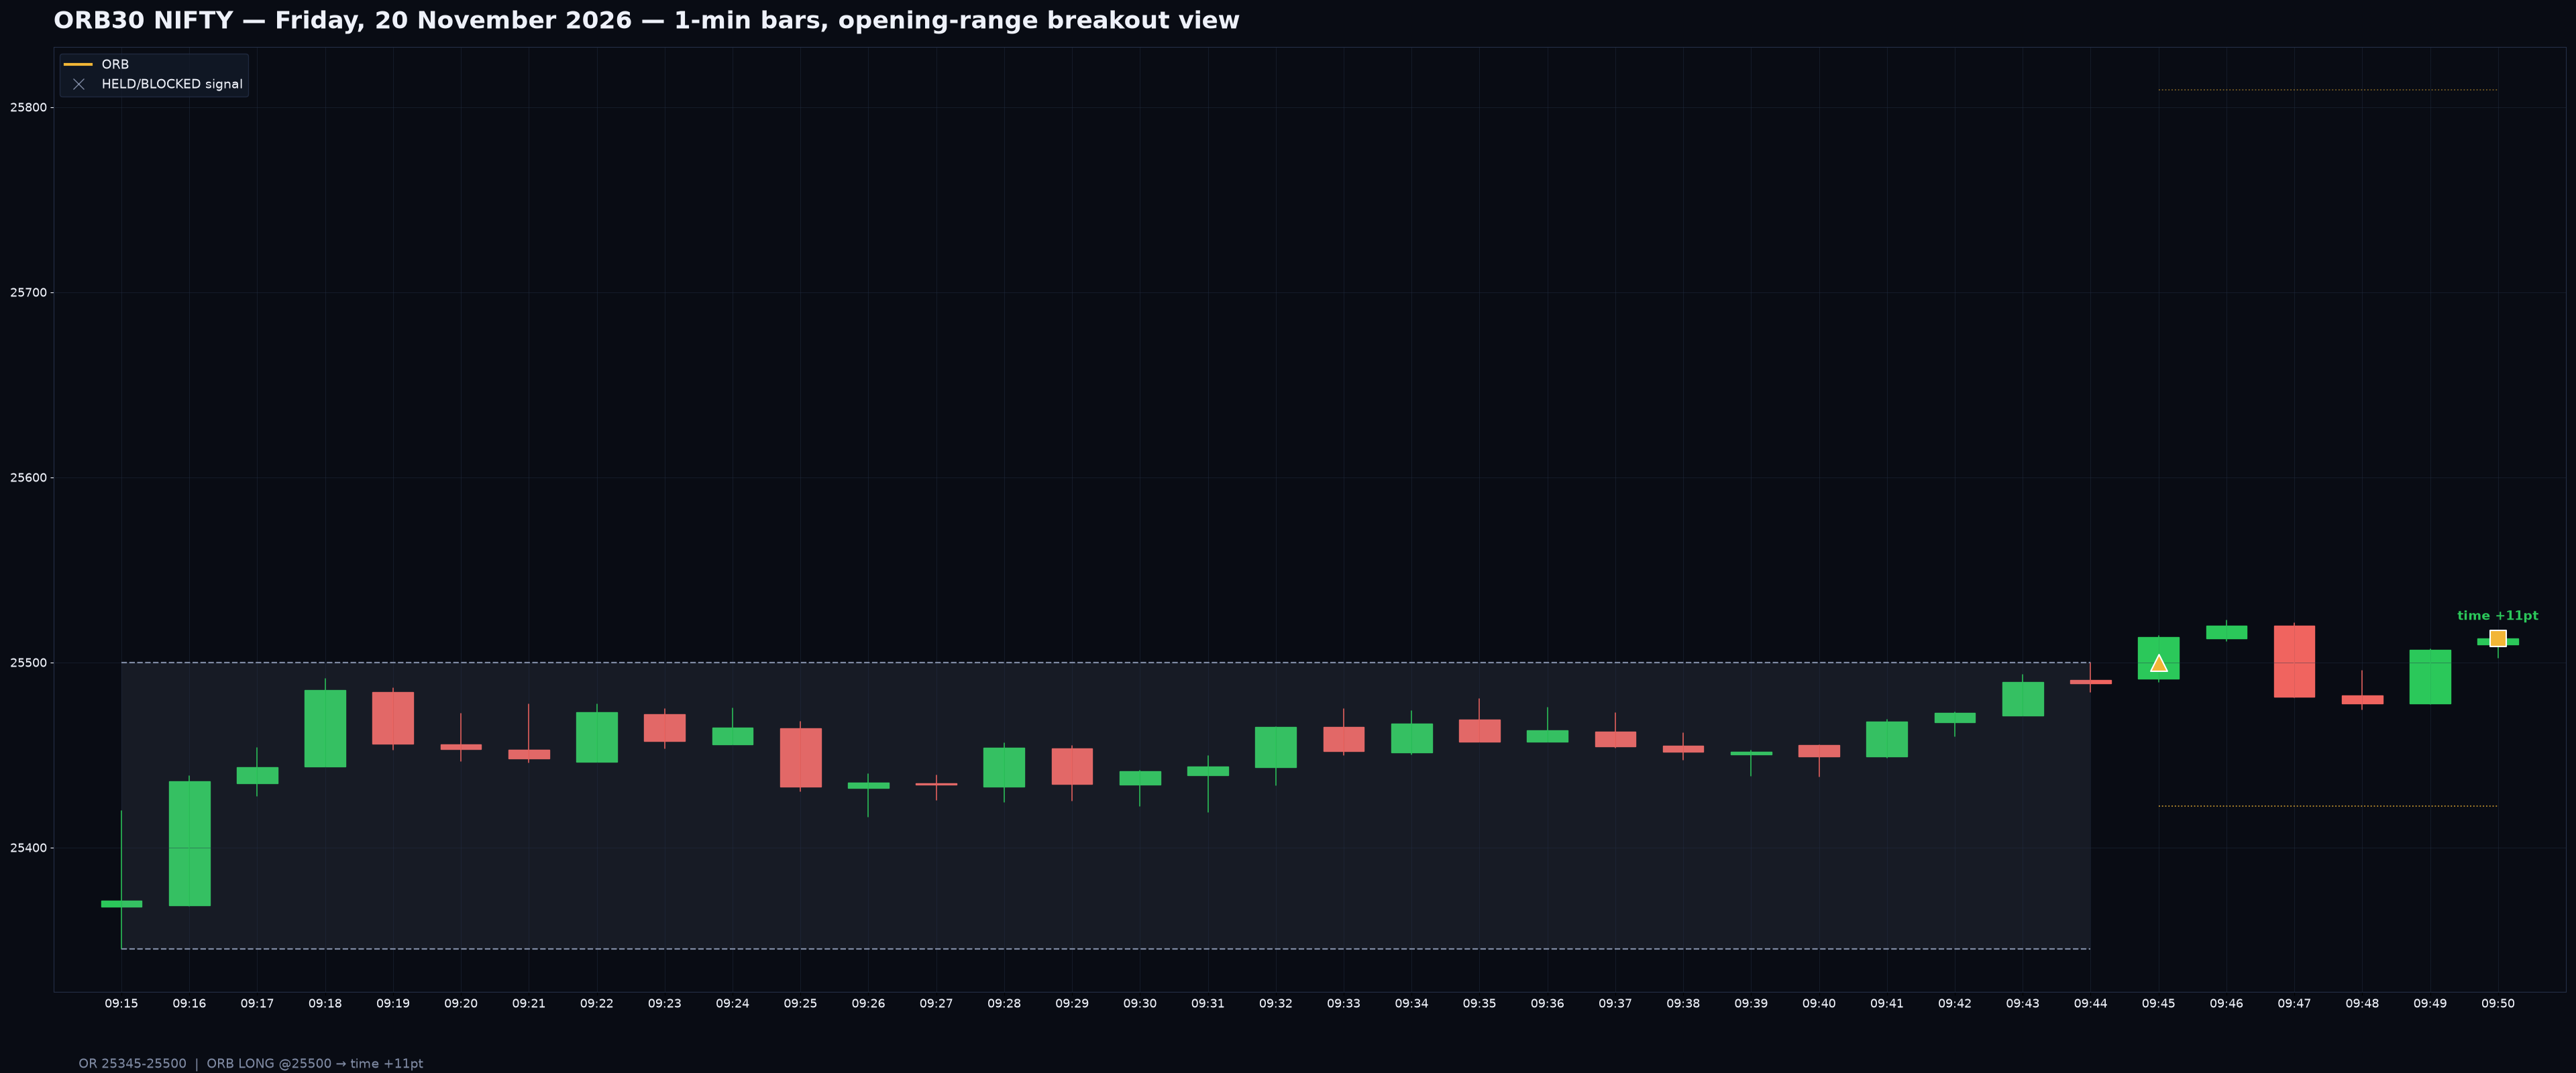 ORB30 NIFTY — Friday, 20 November 2026 — 1-min bars, opening-range breakout view
ORB
HELD/BLOCKED signal
25800
25700
25600
time +11pt
25500
25400
09:15 09:16 09:17 09:18 09:19 09:20 09:21 09:22 09:23 09:24 09:25 09:26 09:27 09:28 09:29 09:30 09:31 09:32 09:33 09:34 09:35 09:36 09:37 09:38 09:39 09:40 09:41 09:42 09:43 09:44 09:45 09:46 09:47 09:48 09:49 09:50
OR 25345-25500 | ORB LONG @25500 → time +11pt